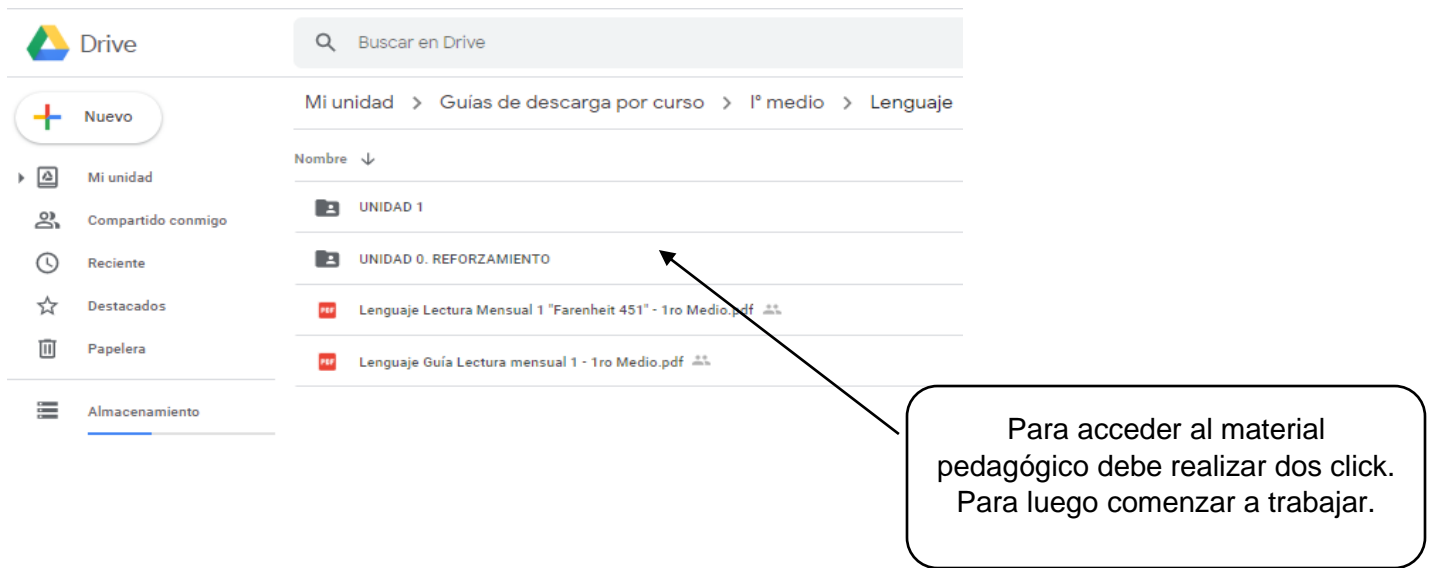 Drive
Buscar en Drive
Mi unidad > Guías de descarga por curso > I° medio > Lenguaje
Nuevo
Nombre
Mi unidad
UNIDAD 1
Compartido conmigo
Reciente
UNIDAD 0. REFORZAMIENTO
Destacados
PDF Lenguaje Lectura Mensual 1 "Farenheit 451" - 1ro Medio.pdf
Papelera
PDF Lenguaje Guía Lectura mensual 1 - 1ro Medio.pdf
Almacenamiento
Para acceder al material
pedagógico debe realizar dos click.
Para luego comenzar a trabajar.